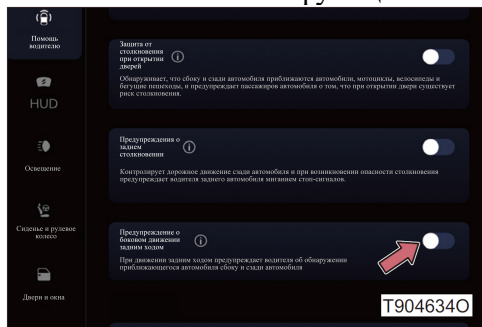 Помощь
водителю
HUD
Освещение
Сиденье и рулевое
колесо
Двери и окна
Защита от
столкновения
при открытии
дверей
Обнаруживает, что сбоку и сзади автомобиля приближаются автомобили, мотоциклы, велосипеды и
бегущие пешеходы, и предупреждает пассажиров автомобиля о том, что при открытии двери существует
риск столкновения.
Предупреждения о
заднем
столкновении
Контролирует дорожное движение сзади автомобиля и при возникновении опасности столкновения
предупреждает водителя заднего автомобиля миганием стоп-сигналов.
Предупреждение о
боковом движении
задним ходом
При движении задним ходом предупреждает водителя об обнаружении
приближающегося автомобиля сбоку и сзади автомобиля
T904634O